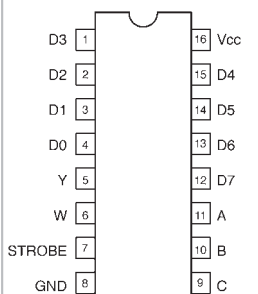 D3 1 16 Vcc
D2 2 15 D4
D1 3 14 D5
D0 4 13 D6
Y 5 12 D7
W 6 11 A
STROBE 7 10 B
GND 8 9 C